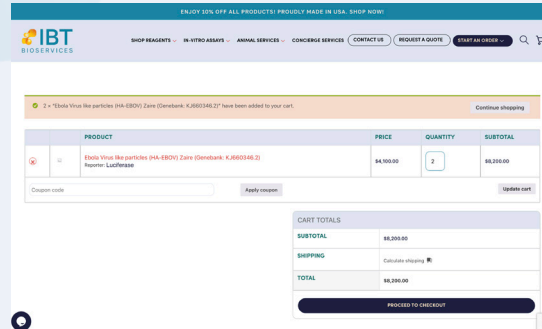 ENJOY 10% OFF ALL PRODUCTS! PROUDLY MADE IN USA. SHOP NOW!
IBT
BIOSERVICES
SHOP REAGENTS IN-VITRO ASSAYS ANIMAL SERVICES CONCIERGE SERVICES CONTACT US REQUEST A QUOTE START AN ORDER
2 × "Ebola Virus like particles (HA-EBOV) Zaire (Genebank: KJ660346.2)" have been added to your cart. Continue shopping
PRODUCT PRICE QUANTITY SUBTOTAL
Ebola Virus like particles (HA-EBOV) Zaire (Genebank: KJ660346.2) $4,100.00 2 $8,200.00
Reporter: Luciferase
Coupon code Apply coupon Update cart
CART TOTALS
SUBTOTAL $8,200.00
SHIPPING Calculate shipping
TOTAL $8,200.00
PROCEED TO CHECKOUT